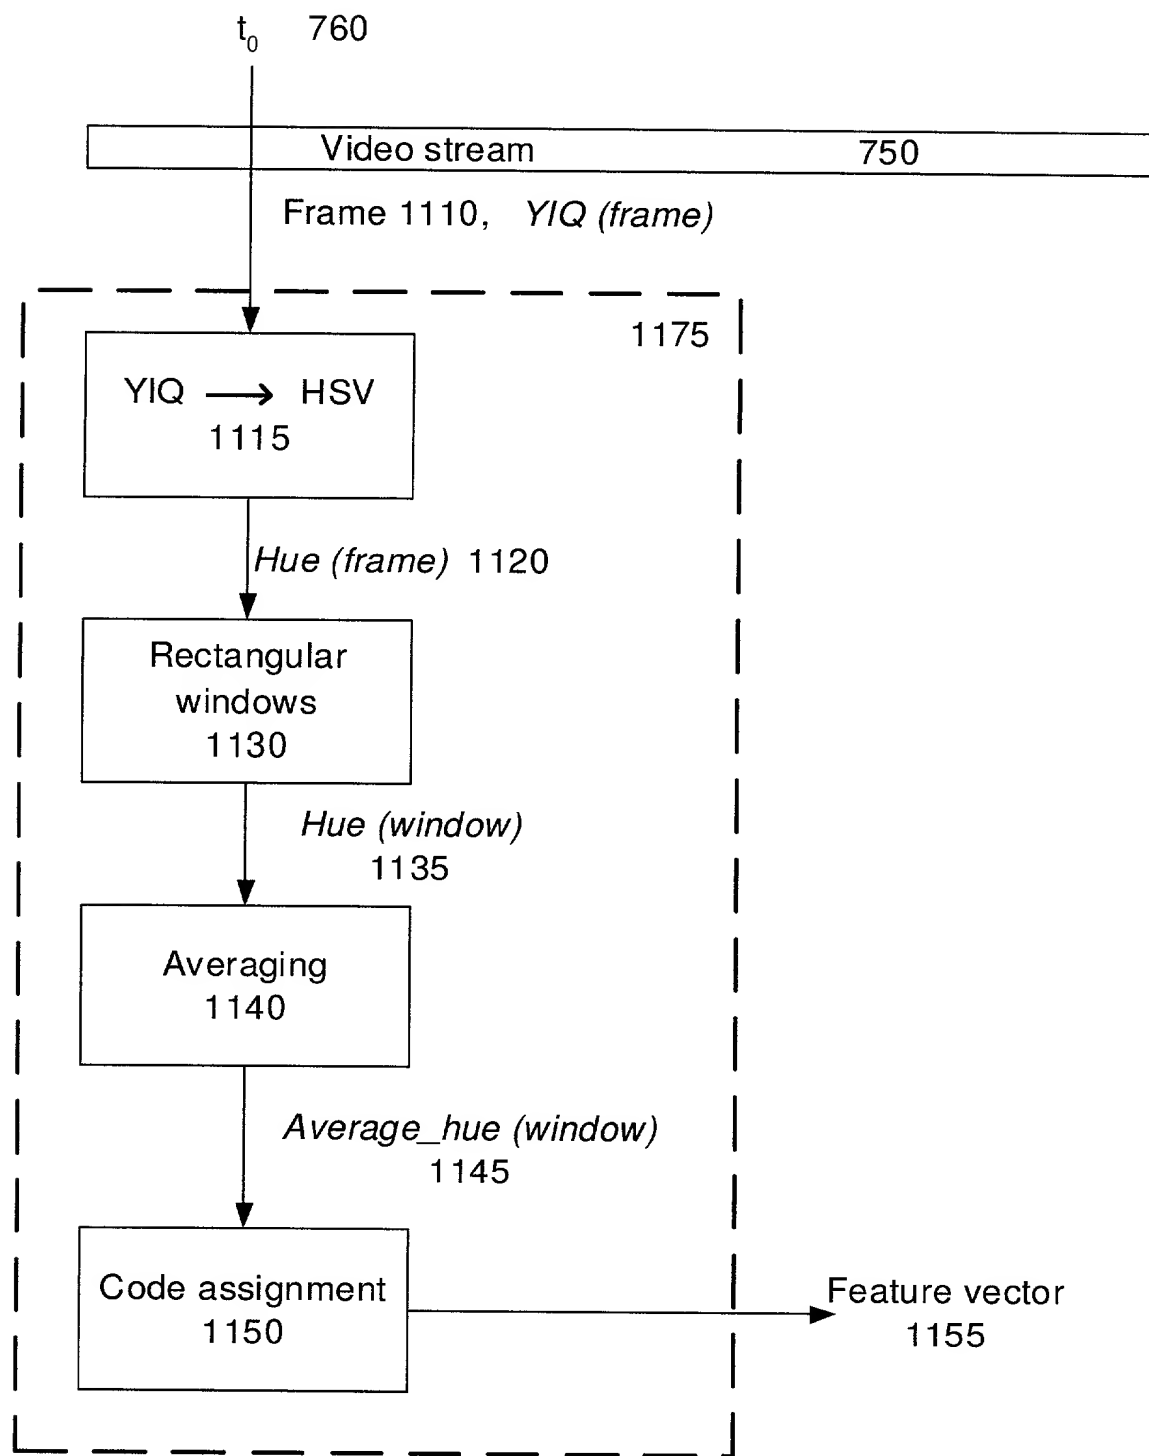 t0 760
Video stream 750
Frame 1110, YIQ (frame)
1175
YIQ → HSV
1115
Hue (frame) 1120
Rectangular
windows
1130
Hue (window)
1135
Averaging
1140
Average_hue (window)
1145
Code assignment
1150
Feature vector
1155